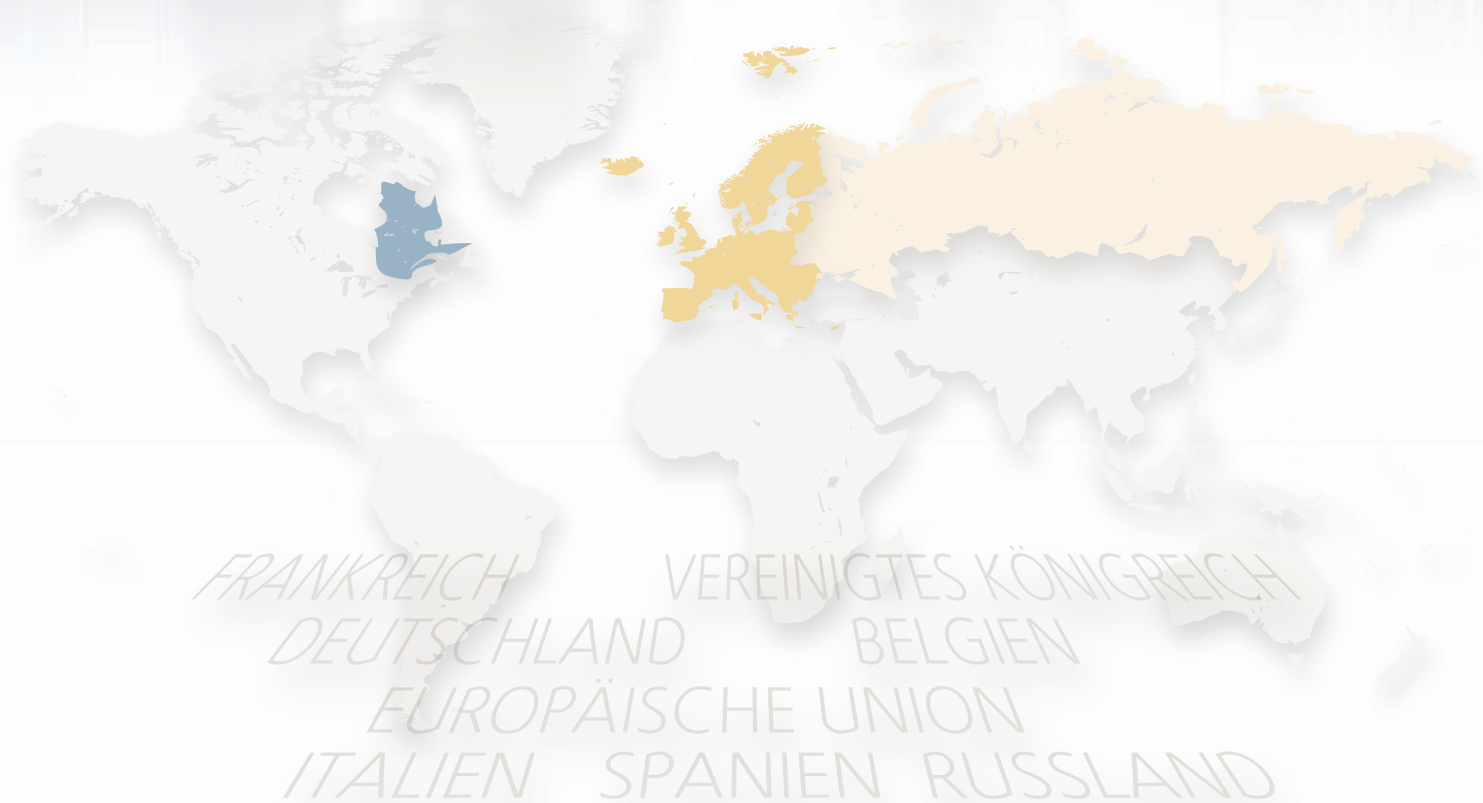 FRANKREICH VEREINIGTES KÖNIGREICH
DEUTSCHLAND BELGIEN
EUROPÄISCHE UNION
ITALIEN SPANIEN RUSSLAND